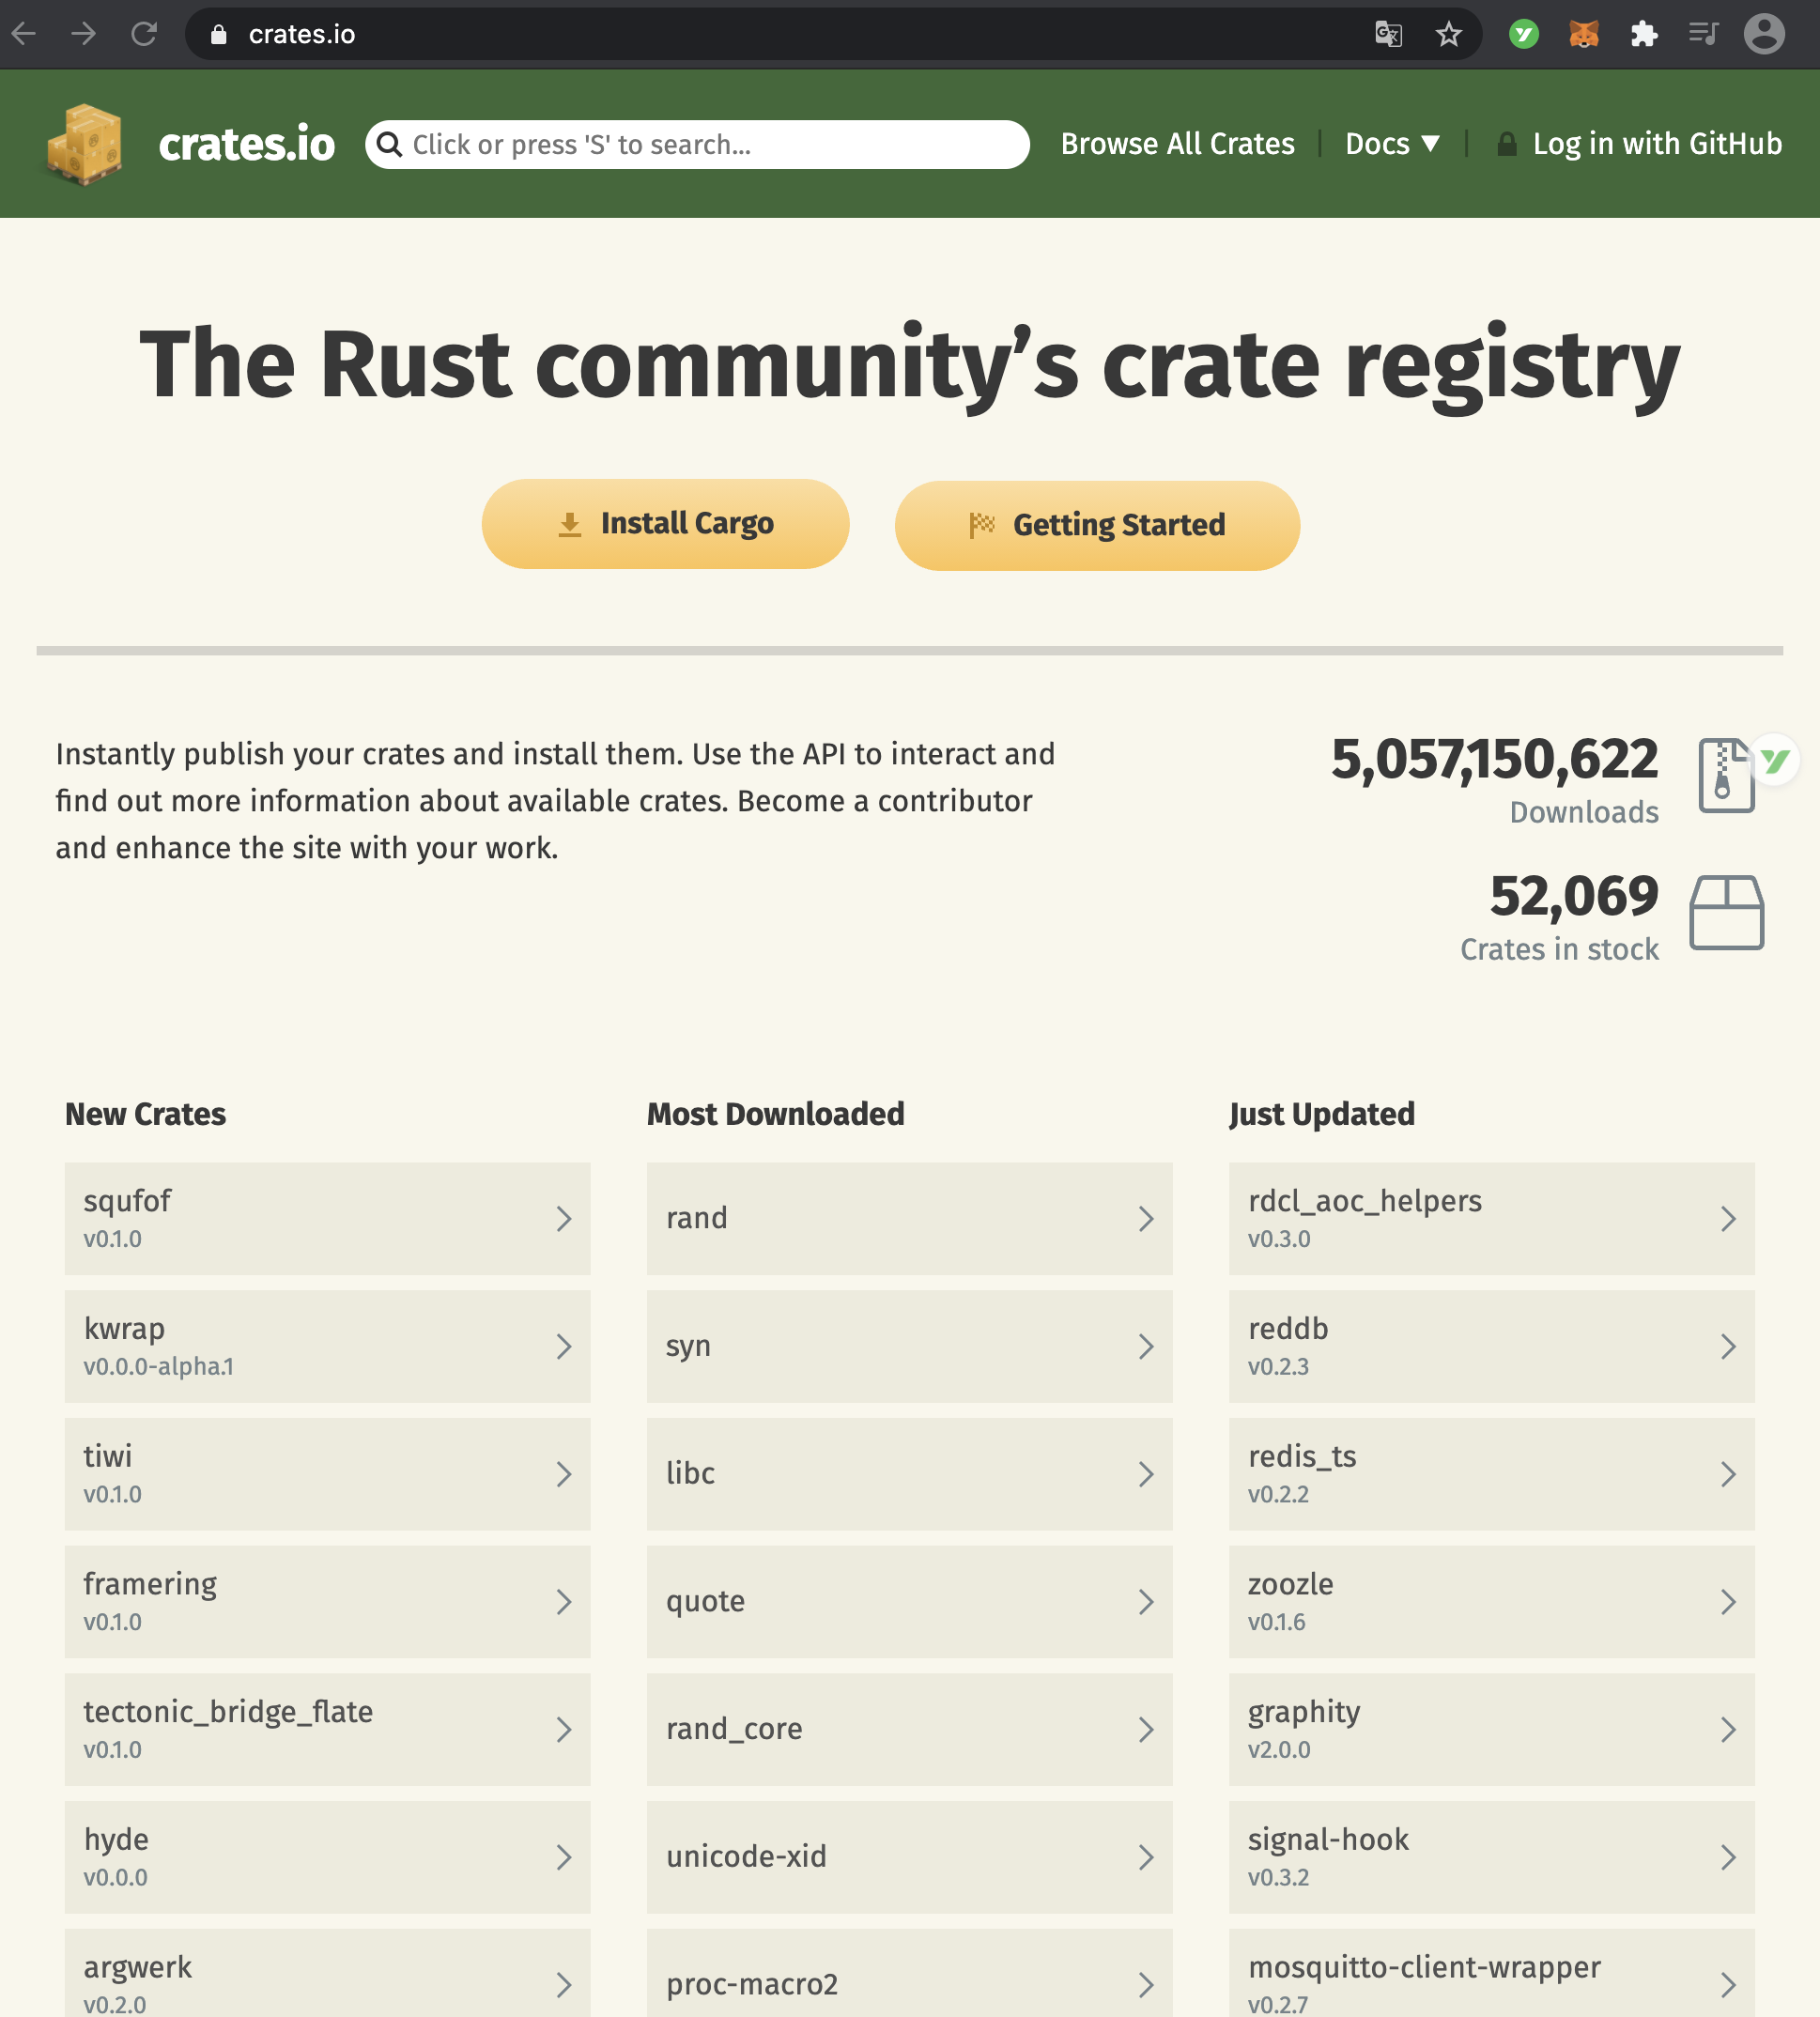 crates.io
crates.io
Click or press 'S' to search...
Browse All Crates
Docs ▼
Log in with GitHub
The Rust community’s crate registry
Install Cargo
Getting Started
Instantly publish your crates and install them. Use the API to interact and
find out more information about available crates. Become a contributor
and enhance the site with your work.
5,057,150,622
Downloads
52,069
Crates in stock
New Crates
squfof
v0.1.0
kwrap
v0.0.0-alpha.1
tiwi
v0.1.0
framering
v0.1.0
tectonic_bridge_flate
v0.1.0
hyde
v0.0.0
argwerk
v0.2.0
Most Downloaded
rand
syn
libc
quote
rand_core
unicode-xid
proc-macro2
Just Updated
rdcl_aoc_helpers
v0.3.0
reddb
v0.2.3
redis_ts
v0.2.2
zoozle
v0.1.6
graphity
v2.0.0
signal-hook
v0.3.2
mosquitto-client-wrapper
v0.2.7